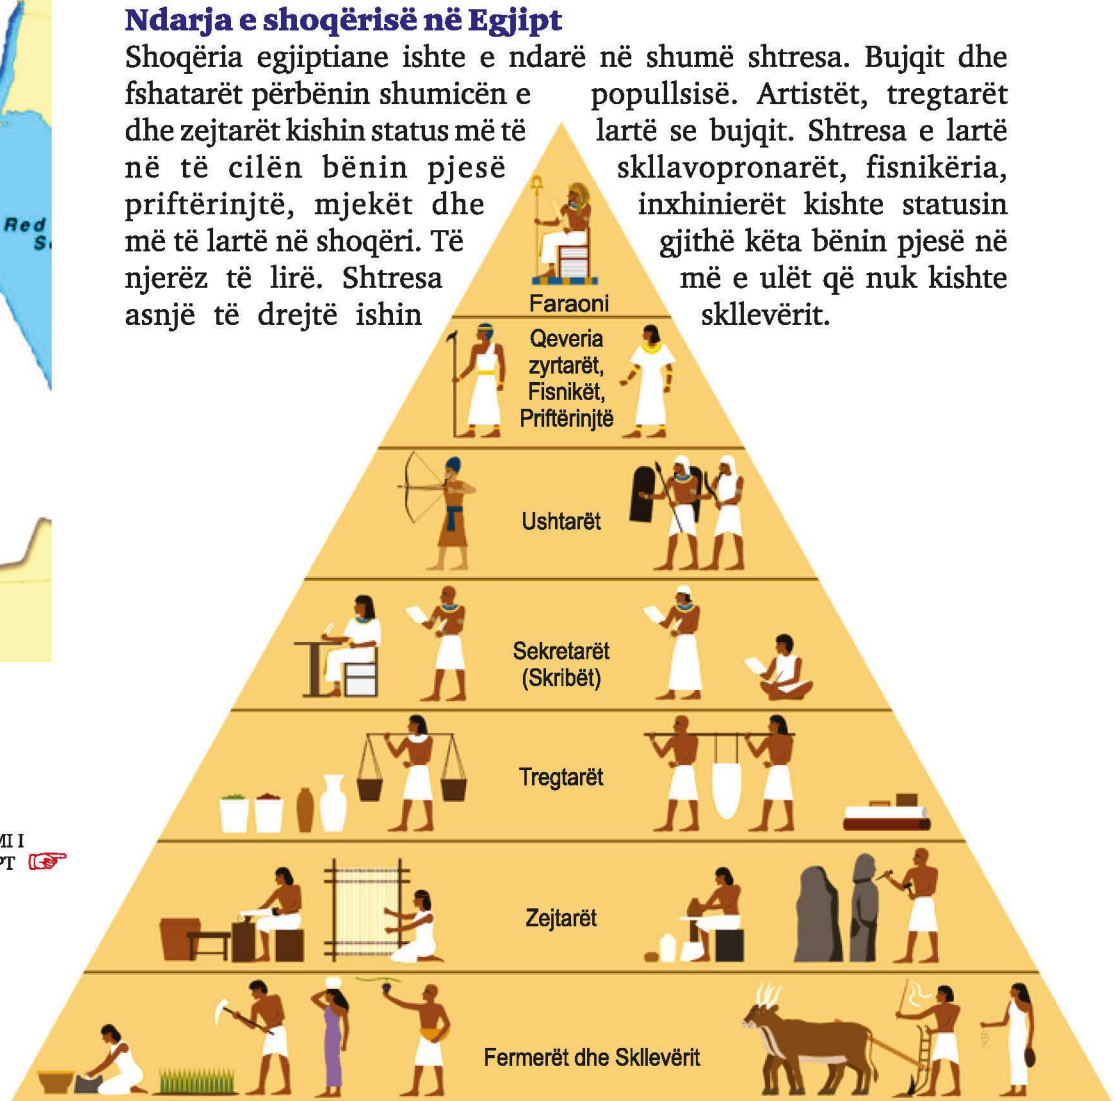 Ndarja e shoqërisë në Egjipt
Shoqëria egjiptiane ishte e ndarë në shumë shtresa. Bujqit dhe
fshatarët përbënin shumicën e popullsisë. Artistët, tregtarët
dhe zejtarët kishin status më të lartë se bujqit. Shtresa e lartë
në të cilën bënin pjesë skllavopronarët, fisnikëria,
priftërinjtë, mjekët dhe inxhinierët kishte statusin
më të lartë në shoqëri. Të gjithë këta bënin pjesë në
njerëz të lirë. Shtresa më e ulët që nuk kishte
asnjë të drejtë ishin skllevërit.
Red
S
Faraoni
Qeveria
zyrtarët,
Fisnikët,
Priftërinjtë
Ushtarët
Sekretarët
(Skribët)
Tregtarët
MI I
PT
Zejtarët
Fermerët dhe Skllevërit